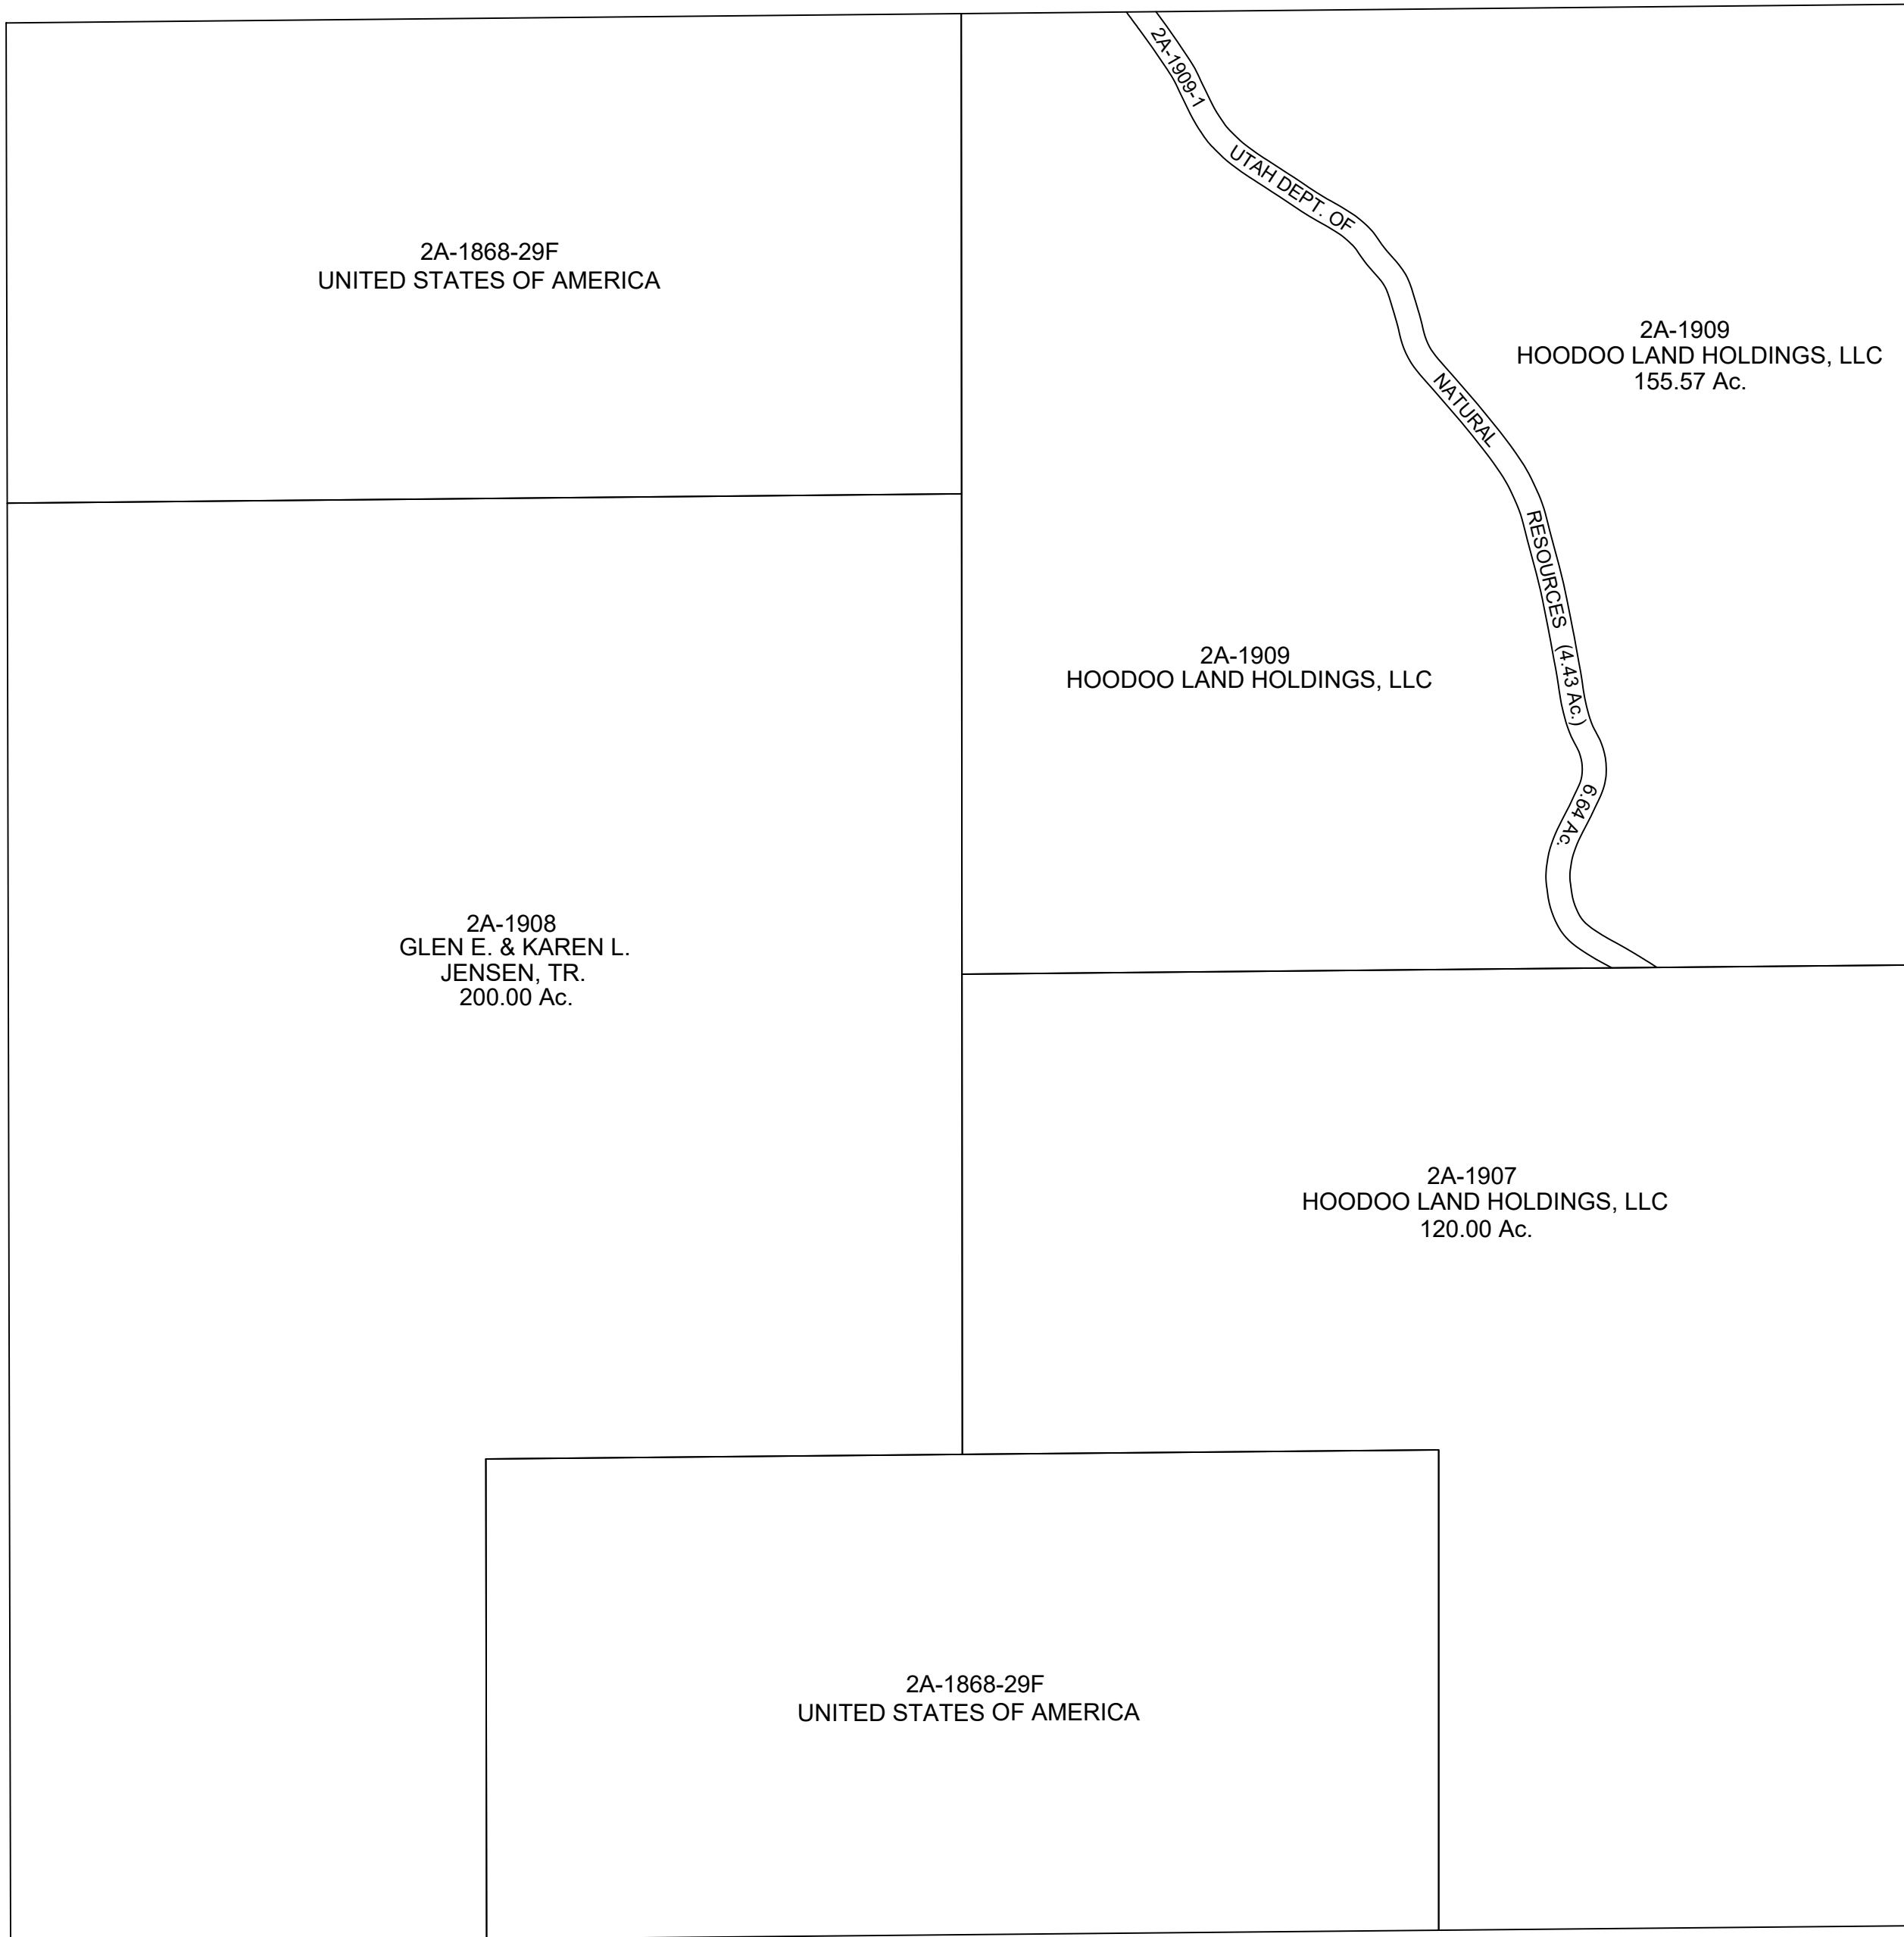 2A-1868-29F
UNITED STATES OF AMERICA
2A-1909-1
UTAH DEPT. OF
NATURAL
RESOURCES (4.43 Ac.)
6.64 Ac.
2A-1909
HOODOO LAND HOLDINGS, LLC
155.57 Ac.
2A-1909
HOODOO LAND HOLDINGS, LLC
2A-1908
GLEN E. & KAREN L.
JENSEN, TR.
200.00 Ac.
2A-1907
HOODOO LAND HOLDINGS, LLC
120.00 Ac.
2A-1868-29F
UNITED STATES OF AMERICA